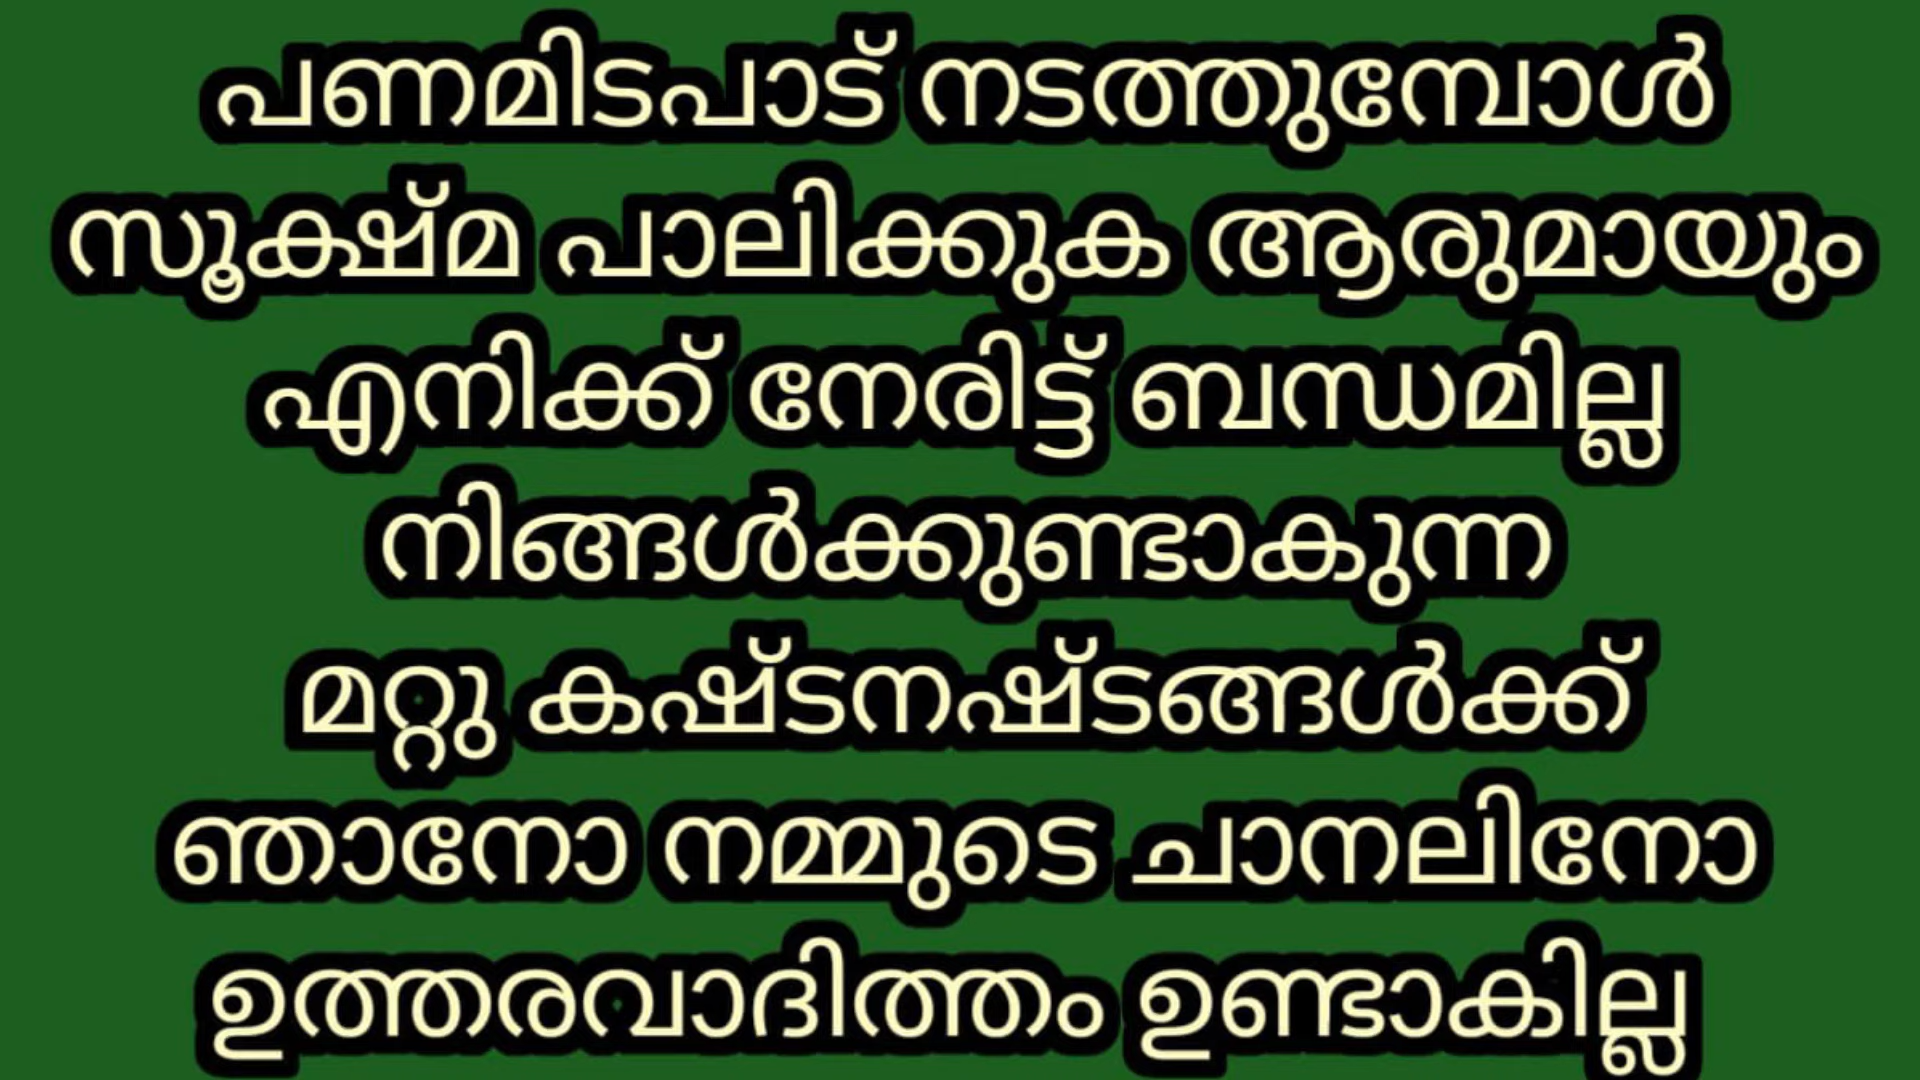 പണമിടപാട് നടത്തുമ്പോൾ
സൂക്ഷ്മ പാലിക്കുക ആരുമായും
എനിക്ക് നേരിട്ട് ബന്ധമില്ല
നിങ്ങൾക്കുണ്ടാകുന്ന
മറ്റു കഷ്ടനഷ്ടങ്ങൾക്ക്
ഞാനോ നമ്മുടെ ചാനലിനോ
ഉത്തരവാദിത്തം ഉണ്ടാകില്ല